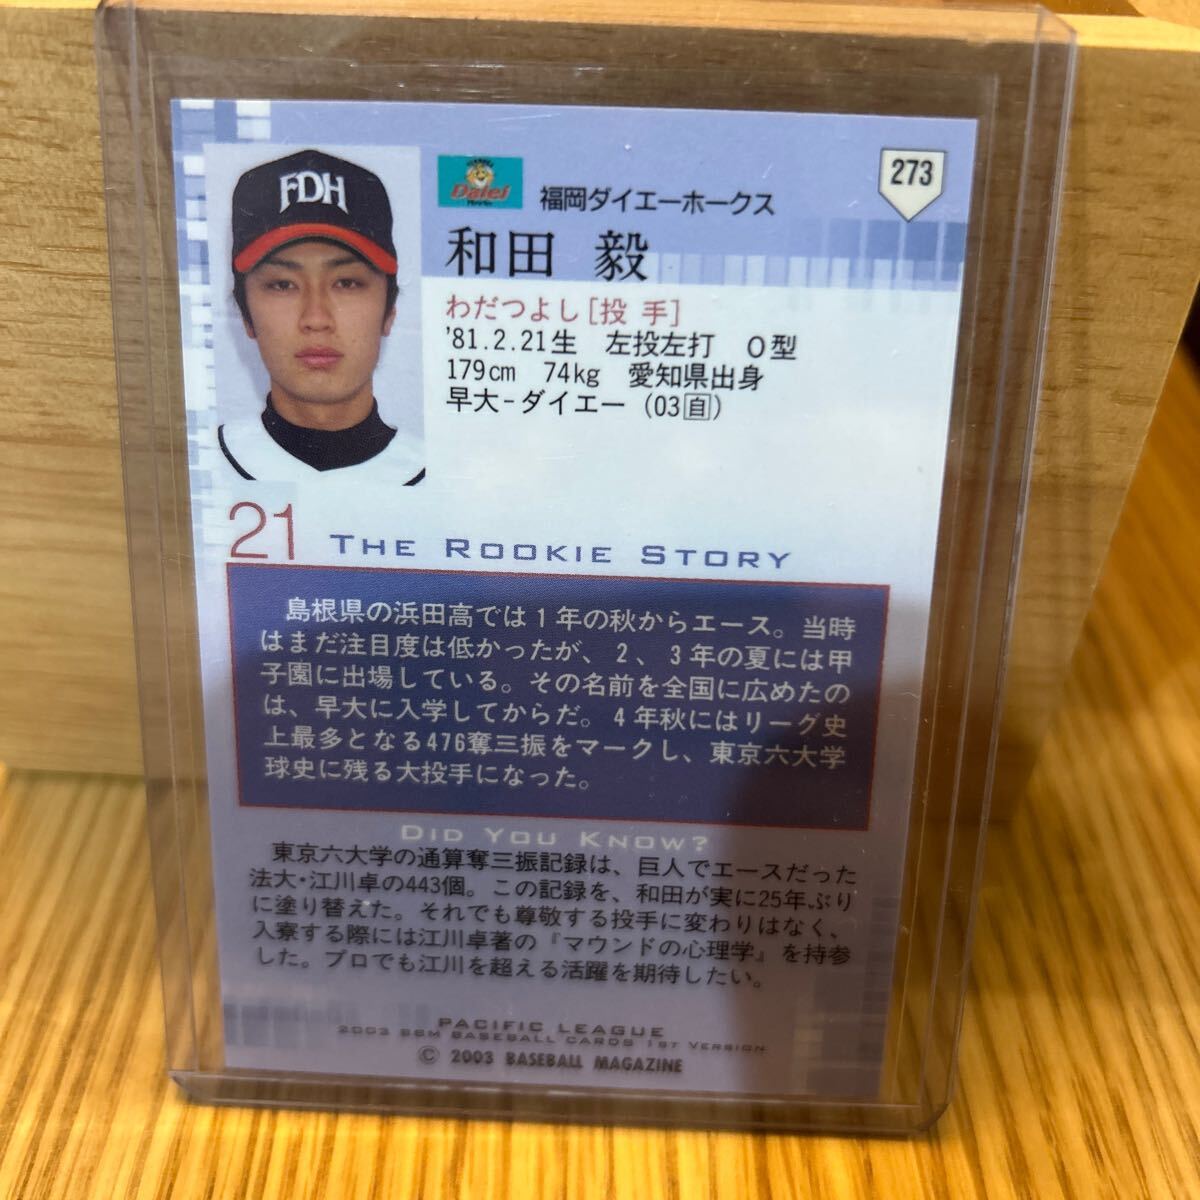 FDH
Daiei
273
福岡ダイエーホークス
和田 毅
わだつよし[投 手]
'81.2.21生 左投左打 O型
179cm 74kg 愛知県出身
早大-ダイエー (03自)
21 THE ROOKIE STORY
島根県の浜田高では1年の秋からエース。当時
はまだ注目度は低かったが、2、3年の夏には甲
子園に出場している。その名前を全国に広めたの
は、早大に入学してからだ。4年秋にはリーグ史
上最多となる476奪三振をマークし、東京六大学
球史に残る大投手になった。
DID YOU KNOW?
東京六大学の通算奪三振記録は、巨人でエースだった
法大・江川卓の443個。この記録を、和田が実に25年ぶり
に塗り替えた。それでも尊敬する投手に変わりはなく、
入寮する際には江川卓著の『マウンドの心理学』を持参
した。プロでも江川を超える活躍を期待したい。
PACIFIC LEAGUE
2003 BBM BASEBALL CARDS 1ST VERSION
© 2003 BASEBALL MAGAZINE